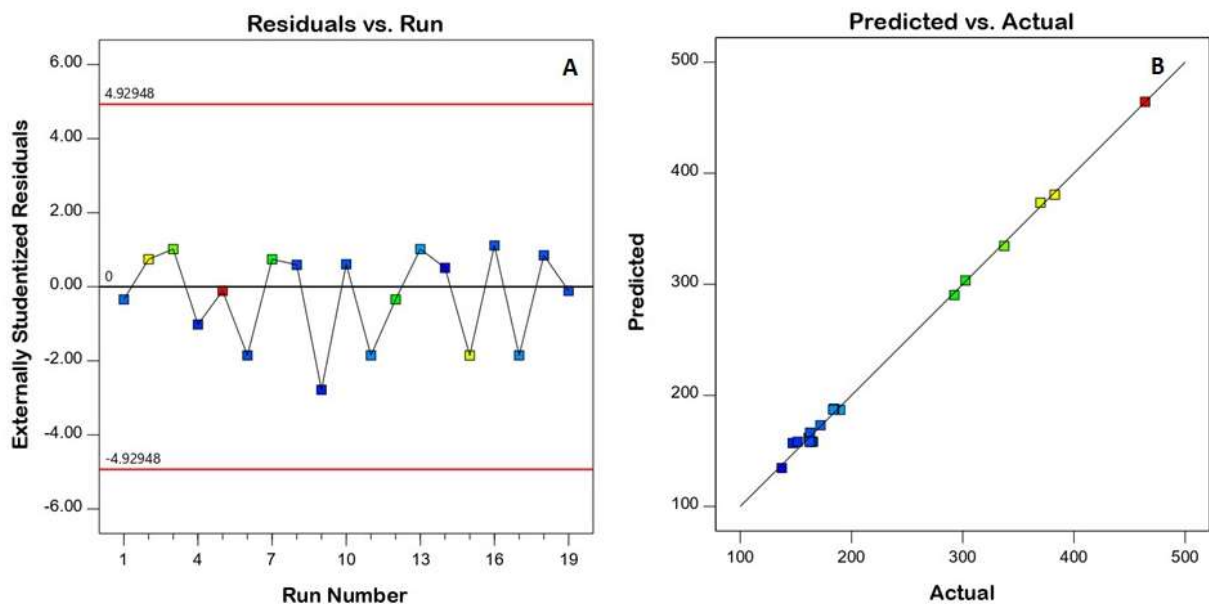 Residuals vs. Run
A
6.00
4.92948
4.00
2.00
0
0.00
-2.00
-4.00
-4.92948
-6.00
Externally Studentized Residuals
1 4 7 10 13 16 19
Run Number
Predicted vs. Actual
B
500
400
300
200
100
Predicted
100 200 300 400 500
Actual